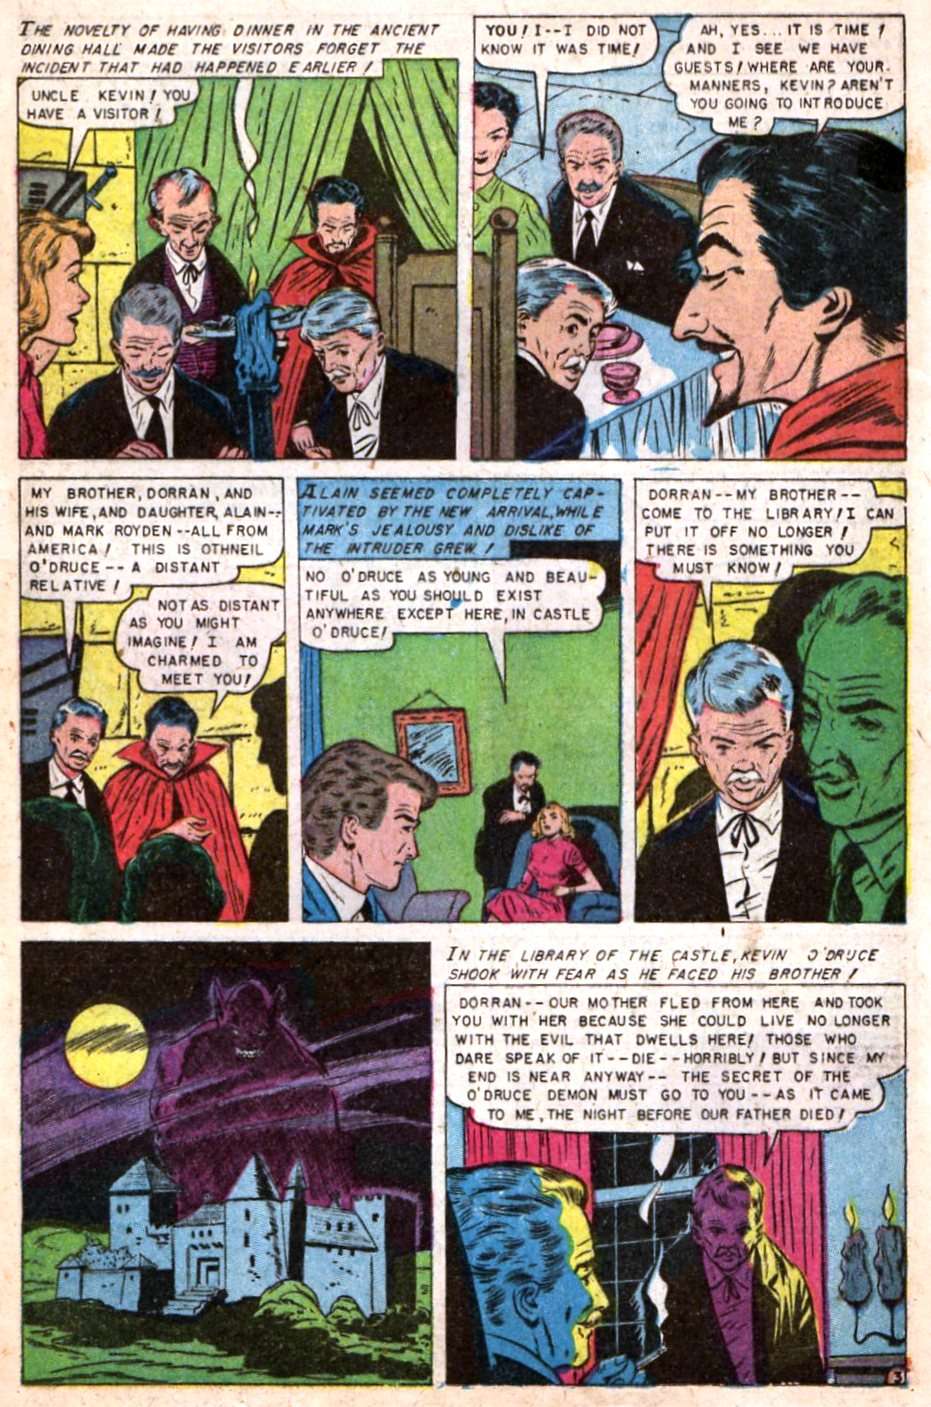 THE NOVELTY OF HAVING DINNER IN THE ANCIENT
DINING HALL MADE THE VISITORS FORGET THE
INCIDENT THAT HAD HAPPENED EARLIER!
UNCLE KEVIN! YOU
HAVE A VISITOR!
YOU! I--I DID NOT
KNOW IT WAS TIME!
AH, YES... IT IS TIME!
AND I SEE WE HAVE
GUESTS! WHERE ARE YOUR
MANNERS, KEVIN? AREN'T
YOU GOING TO INTRODUCE
ME?
MY BROTHER, DORRAN, AND
HIS WIFE, AND DAUGHTER, ALAIN--
AND MARK ROYDEN--ALL FROM
AMERICA! THIS IS OTHNEIL
O'DRUCE--A DISTANT
RELATIVE!
NOT AS DISTANT
AS YOU MIGHT
IMAGINE! I AM
CHARMED TO
MEET YOU!
ALAIN SEEMED COMPLETELY CAP-
TIVATED BY THE NEW ARRIVAL, WHILE
MARK'S JEALOUSY AND DISLIKE OF
THE INTRUDER GREW!
NO O'DRUCE AS YOUNG AND BEAU-
TIFUL AS YOU SHOULD EXIST
ANYWHERE EXCEPT HERE, IN CASTLE
O'DRUCE!
DORRAN--MY BROTHER--
COME TO THE LIBRARY! I CAN
PUT IT OFF NO LONGER!
THERE IS SOMETHING YOU
MUST KNOW!
IN THE LIBRARY OF THE CASTLE, KEVIN O'DRUCE
SHOOK WITH FEAR AS HE FACED HIS BROTHER!
DORRAN--OUR MOTHER FLED FROM HERE AND TOOK
YOU WITH HER BECAUSE SHE COULD LIVE NO LONGER
WITH THE EVIL THAT DWELLS HERE! THOSE WHO
DARE SPEAK OF IT--DIE--HORRIBLY! BUT SINCE MY
END IS NEAR ANYWAY--THE SECRET OF THE
O'DRUCE DEMON MUST GO TO YOU--AS IT CAME
TO ME, THE NIGHT BEFORE OUR FATHER DIED!
3